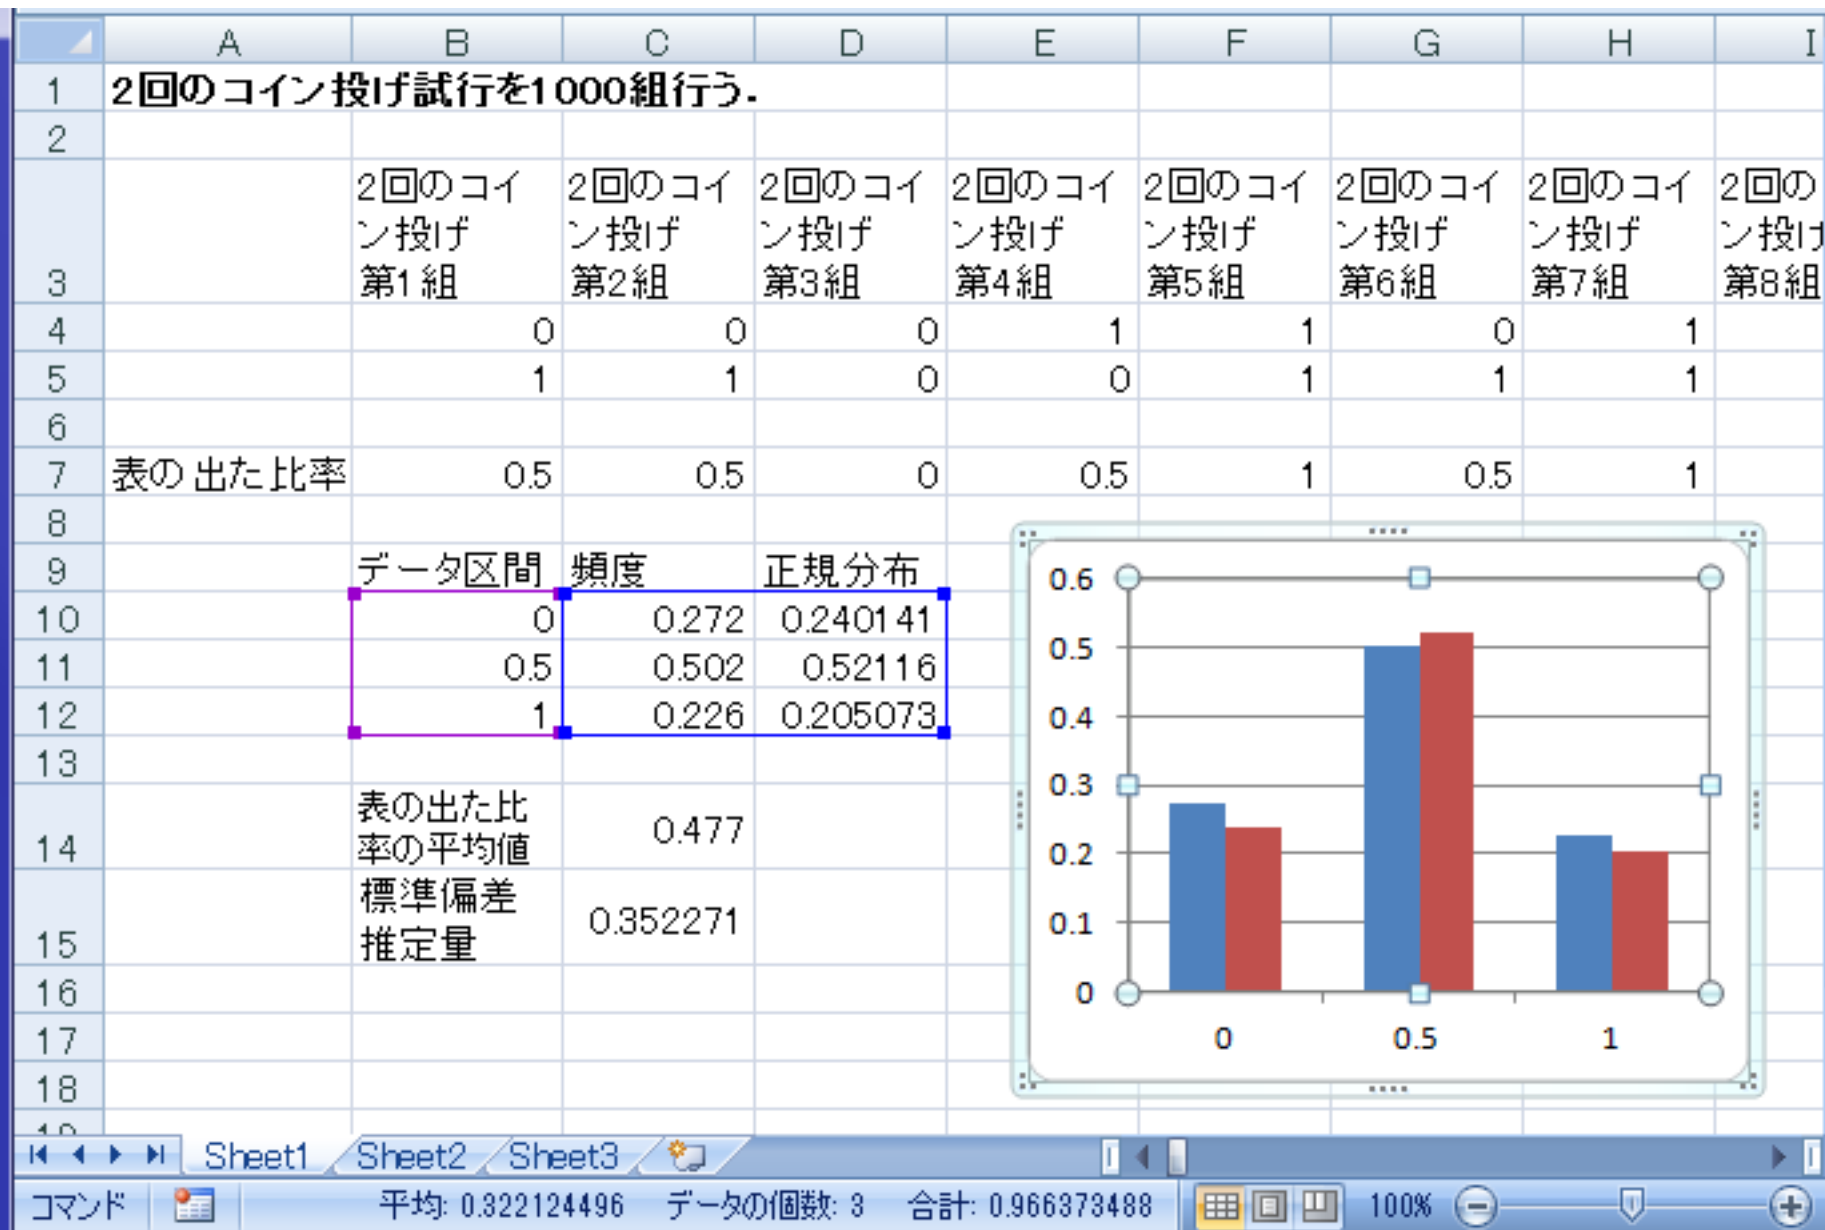 A B C D E F G H I
1 2回のコイン投げ試行を1000組行う.
2
3 2回のコイン投げ第1組 2回のコイン投げ第2組 2回のコイン投げ第3組 2回のコイン投げ第4組 2回のコイン投げ第5組 2回のコイン投げ第6組 2回のコイン投げ第7組 2回の ン投げ 第8組
4 0 0 0 1 1 0 1
5 1 1 0 0 1 1 1
6
7 表の出た比率 0.5 0.5 0 0.5 1 0.5 1
8
9 データ区間 頻度 正規分布
10 0 0.272 0.240141
11 0.5 0.502 0.52116
12 1 0.226 0.205073
13
14 表の出た比率の平均値 0.477
15 標準偏差推定量 0.352271
16
17
18
0.6
0.5
0.4
0.3
0.2
0.1
0
0 0.5 1
Sheet1 Sheet2 Sheet3
コマンド 平均: 0.322124496 データの個数: 3 合計: 0.966373488 100%